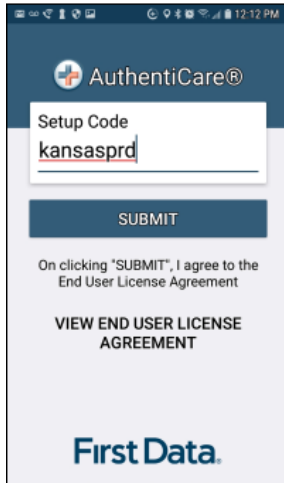 12:12 PM
AuthentiCare®
Setup Code
kansasprd
SUBMIT
On clicking "SUBMIT", I agree to the
End User License Agreement
VIEW END USER LICENSE
AGREEMENT
First Data.